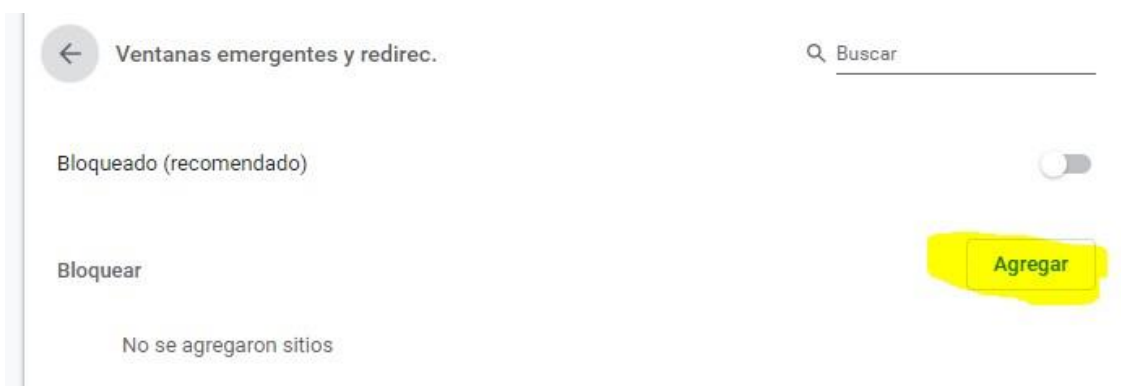 Ventanas emergentes y redirec.
Buscar
Bloqueado (recomendado)
Bloquear
Agregar
No se agregaron sitios